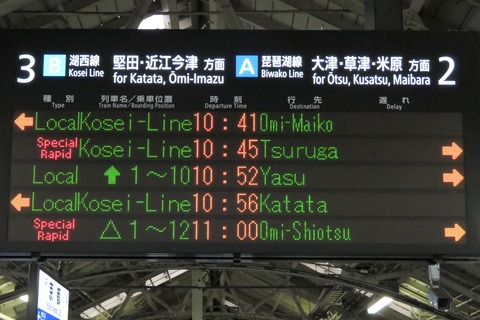 3 B 湖西線 堅田・近江今津 方面 A 琵琶湖線 大津・草津・米原 方面 2
Kosei Line for Katata, Ōmi-Imazu Biwako Line for Ōtsu, Kusatsu, Maibara
種別 列車名/乗車位置 時刻 行先 遅れ
Type Train Name/Boarding Position Departure Time Destination Delay
← Local Kosei-Line 10:41 Omi-Maiko
Special Rapid Kosei-Line 10:45 Tsuruga →
Local ↑ 1～10 10:52 Yasu →
← Local Kosei-Line 10:56 Katata
Special Rapid △ 1～12 11:00 Omi-Shiotsu →